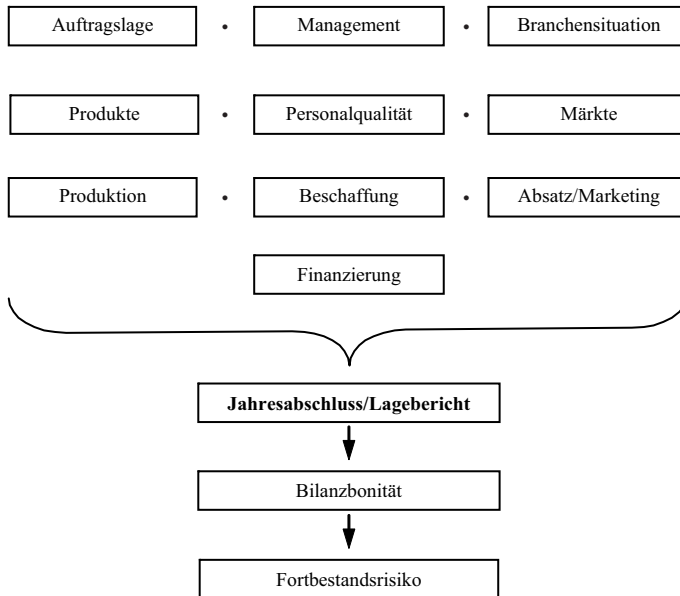 Auftragslage • Management • Branchensituation
Produkte • Personalqualität • Märkte
Produktion • Beschaffung • Absatz/Marketing
Finanzierung
Jahresabschluss/Lagebericht
Bilanzbonität
Fortbestandsrisiko